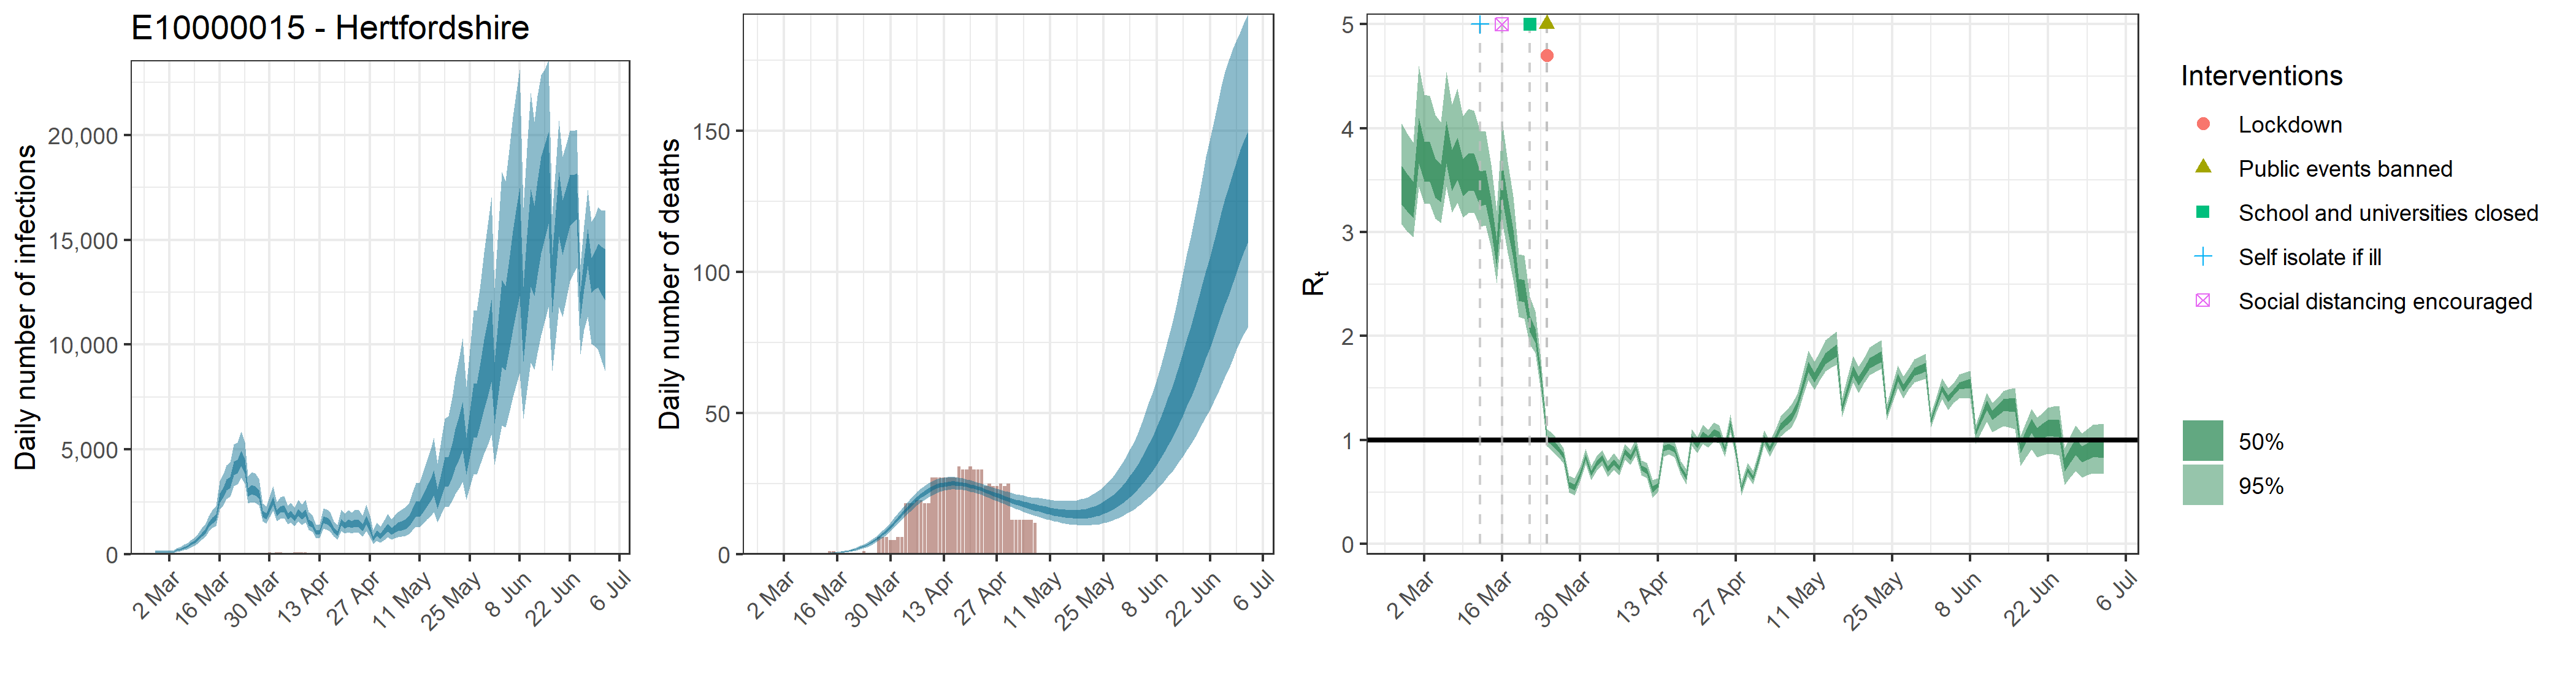 E10000015 - Hertfordshire
Daily number of infections
20,000
15,000
10,000
5,000
0
2 Mar
16 Mar
30 Mar
13 Apr
27 Apr
11 May
25 May
8 Jun
22 Jun
6 Jul
Daily number of deaths
150
100
50
0
2 Mar
16 Mar
30 Mar
13 Apr
27 Apr
11 May
25 May
8 Jun
22 Jun
6 Jul
Rt
5
4
3
2
1
0
2 Mar
16 Mar
30 Mar
13 Apr
27 Apr
11 May
25 May
8 Jun
22 Jun
6 Jul
Interventions
Lockdown
Public events banned
School and universities closed
Self isolate if ill
Social distancing encouraged
50%
95%